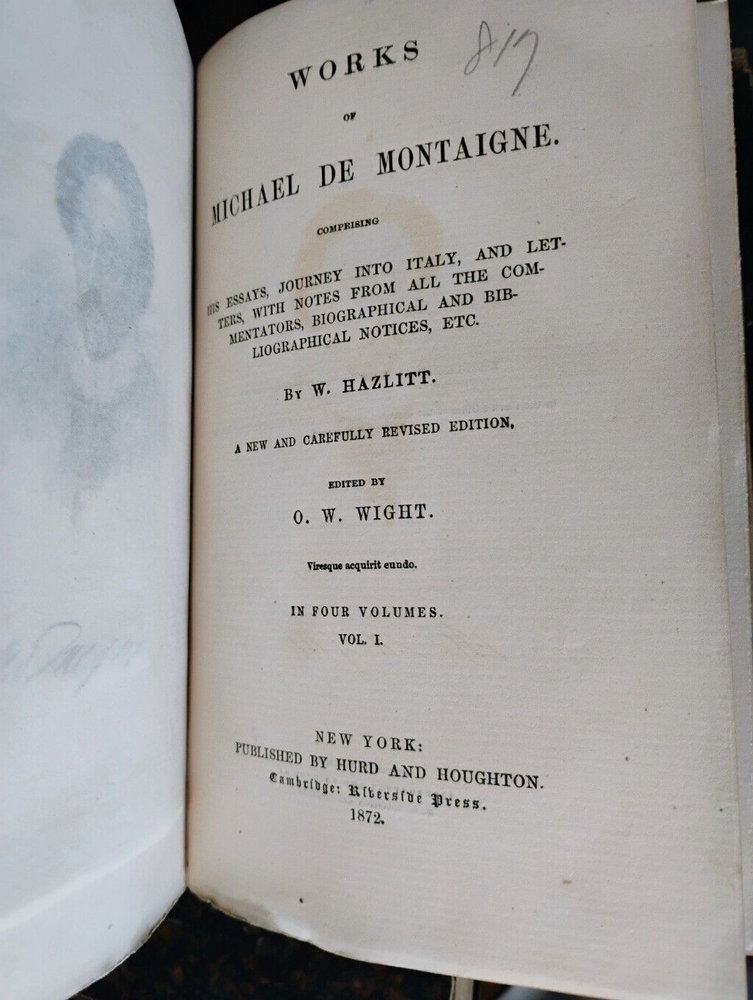 WORKS
OF
MICHAEL DE MONTAIGNE.
COMPRISING
HIS ESSAYS, JOURNEY INTO ITALY, AND LET-
TERS, WITH NOTES FROM ALL THE COM-
MENTATORS, BIOGRAPHICAL AND BIB-
LIOGRAPHICAL NOTICES, ETC.
BY W. HAZLITT.
A NEW AND CAREFULLY REVISED EDITION,
EDITED BY
O. W. WIGHT.
Viresque acquirit eundo.
IN FOUR VOLUMES.
VOL. I.
NEW YORK:
PUBLISHED BY HURD AND HOUGHTON.
Cambridge: Riverside Press.
1872.